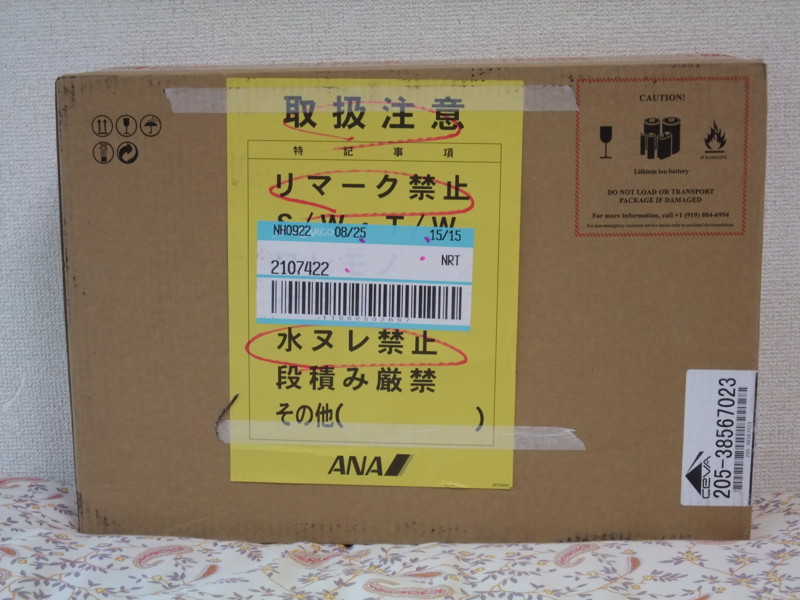 取扱注意
特記事項
リマーク禁止
S/W・T/W
NH0922 08/25 15/15
2107422 NRT
水ヌレ禁止
段積み厳禁
その他( )
ANA
CAUTION!
Lithium ion battery
DO NOT LOAD OR TRANSPORT
PACKAGE IF DAMAGED
For more information, call +1 (919) 864-6994
CEVA
205-38567023